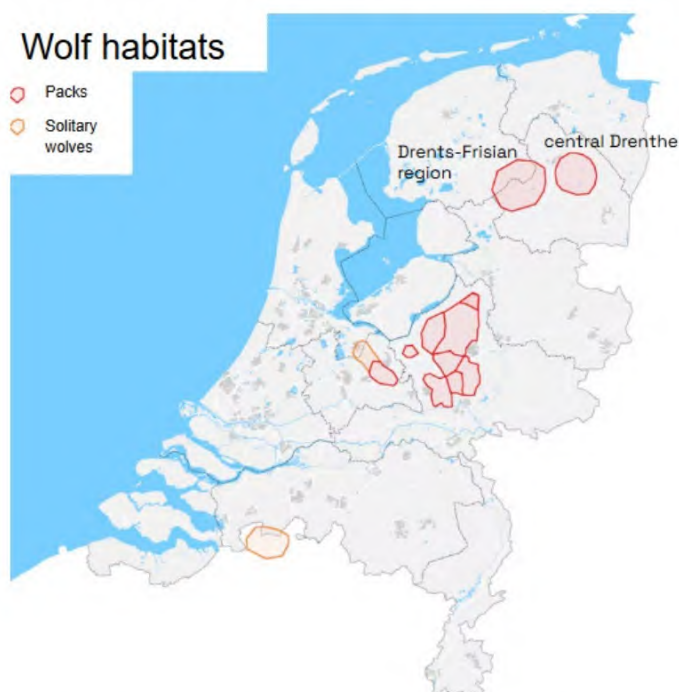 Wolf habitats
Packs
Solitary
wolves
Drents-Frisian
region
central Drenthe